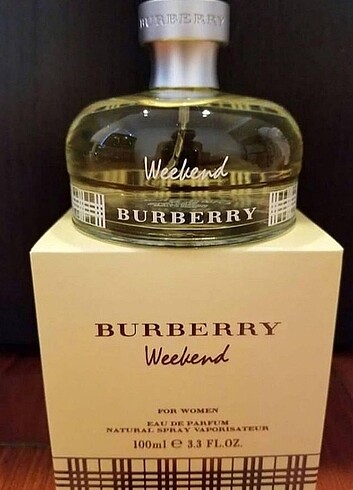 BURBERRY
Weekend
BURBERRY
BURBERRY
Weekend
FOR WOMEN
EAU DE PARFUM
NATURAL SPRAY VAPORISATEUR
100ml ℮ 3.3 FL.OZ.